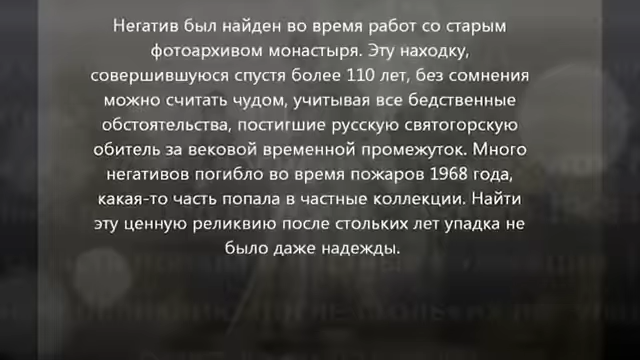 Негатив был найден во время работ со старым
фотоархивом монастыря. Эту находку,
совершившуюся спустя более 110 лет, без сомнения
можно считать чудом, учитывая все бедственные
обстоятельства, постигшие русскую святогорскую
обитель за вековой временной промежуток. Много
негативов погибло во время пожаров 1968 года,
какая-то часть попала в частные коллекции. Найти
эту ценную реликвию после стольких лет упадка не
было даже надежды.